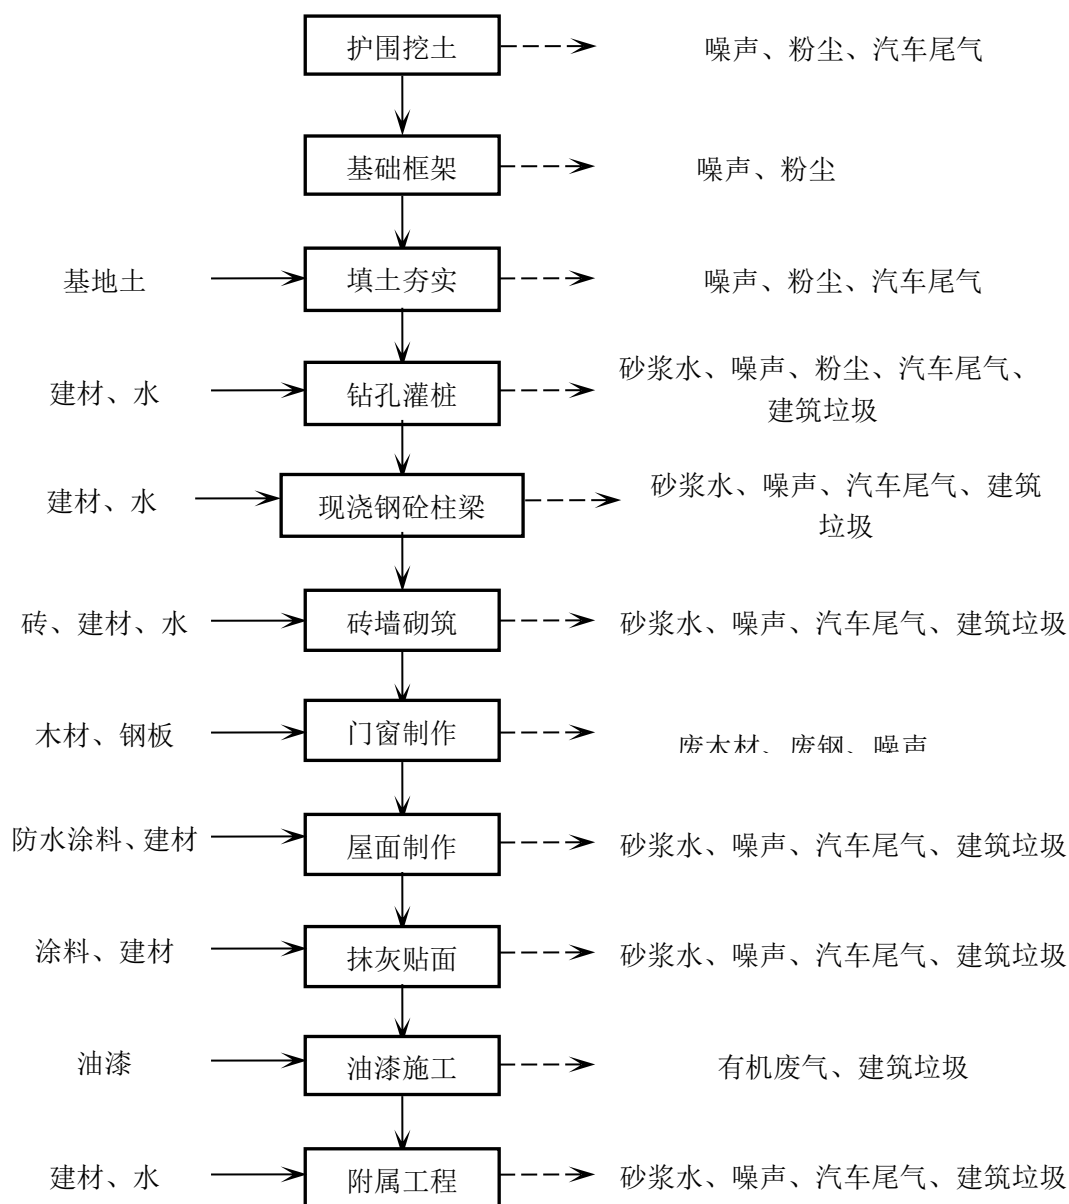 护围挖土
噪声、粉尘、汽车尾气
基础框架
噪声、粉尘
基地土
填土夯实
噪声、粉尘、汽车尾气
建材、水
钻孔灌桩
砂浆水、噪声、粉尘、汽车尾气、
建筑垃圾
建材、水
现浇钢砼柱梁
砂浆水、噪声、汽车尾气、建筑
垃圾
砖、建材、水
砖墙砌筑
砂浆水、噪声、汽车尾气、建筑垃圾
木材、钢板
门窗制作
废木材、废钢、噪声
防水涂料、建材
屋面制作
砂浆水、噪声、汽车尾气、建筑垃圾
涂料、建材
抹灰贴面
砂浆水、噪声、汽车尾气、建筑垃圾
油漆
油漆施工
有机废气、建筑垃圾
建材、水
附属工程
砂浆水、噪声、汽车尾气、建筑垃圾